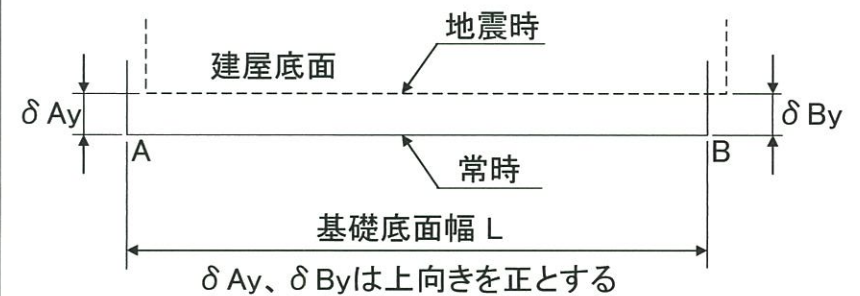 地震時
建屋底面
δAy
δBy
A
B
常時
基礎底面幅 L
δAy、δByは上向きを正とする